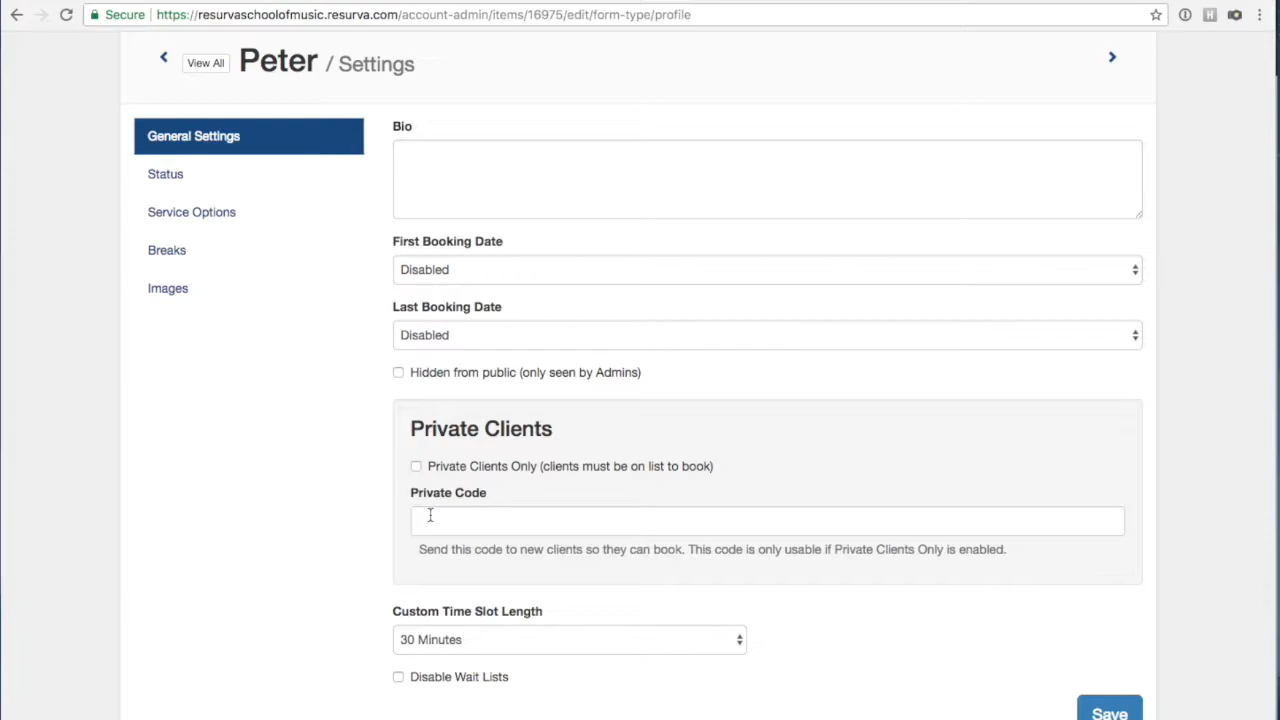 Secure https://resurvaschoolofmusic.resurva.com/account-admin/items/16975/edit/form-type/profile
View All Peter / Settings
General Settings
Status
Service Options
Breaks
Images
Bio
First Booking Date
Disabled
Last Booking Date
Disabled
Hidden from public (only seen by Admins)
Private Clients
Private Clients Only (clients must be on list to book)
Private Code
Send this code to new clients so they can book. This code is only usable if Private Clients Only is enabled.
Custom Time Slot Length
30 Minutes
Disable Wait Lists
Save